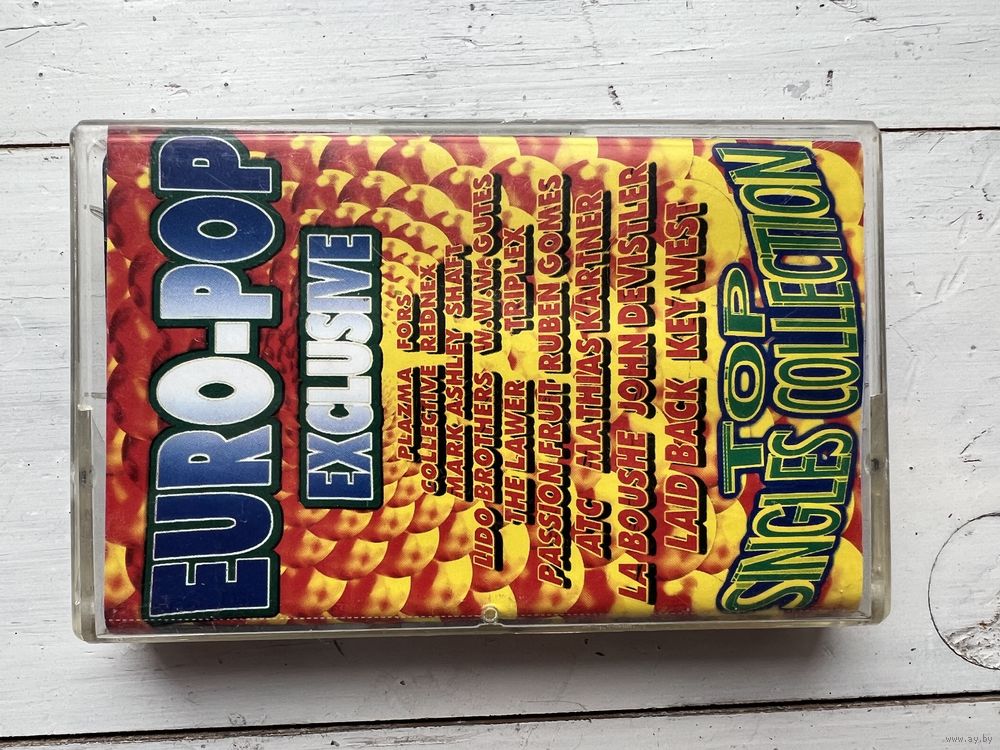 EURO-POP
EXCLUSIVE
PLAZMA FORS
COLLECTIVE REDNEX
MARK ASHLEY SHAFT
LIDO BROTHERS W.W.W. GUTES
THE LAWER TRIPLEX
PASSION FRUIT RUBEN GOMES
ATC MATHIAS KARTNER
LA BOUSHE JOHN DEVISTLER
LAID BACK KEY WEST
TOP
SINGLES COLLECTION
www.ay.by